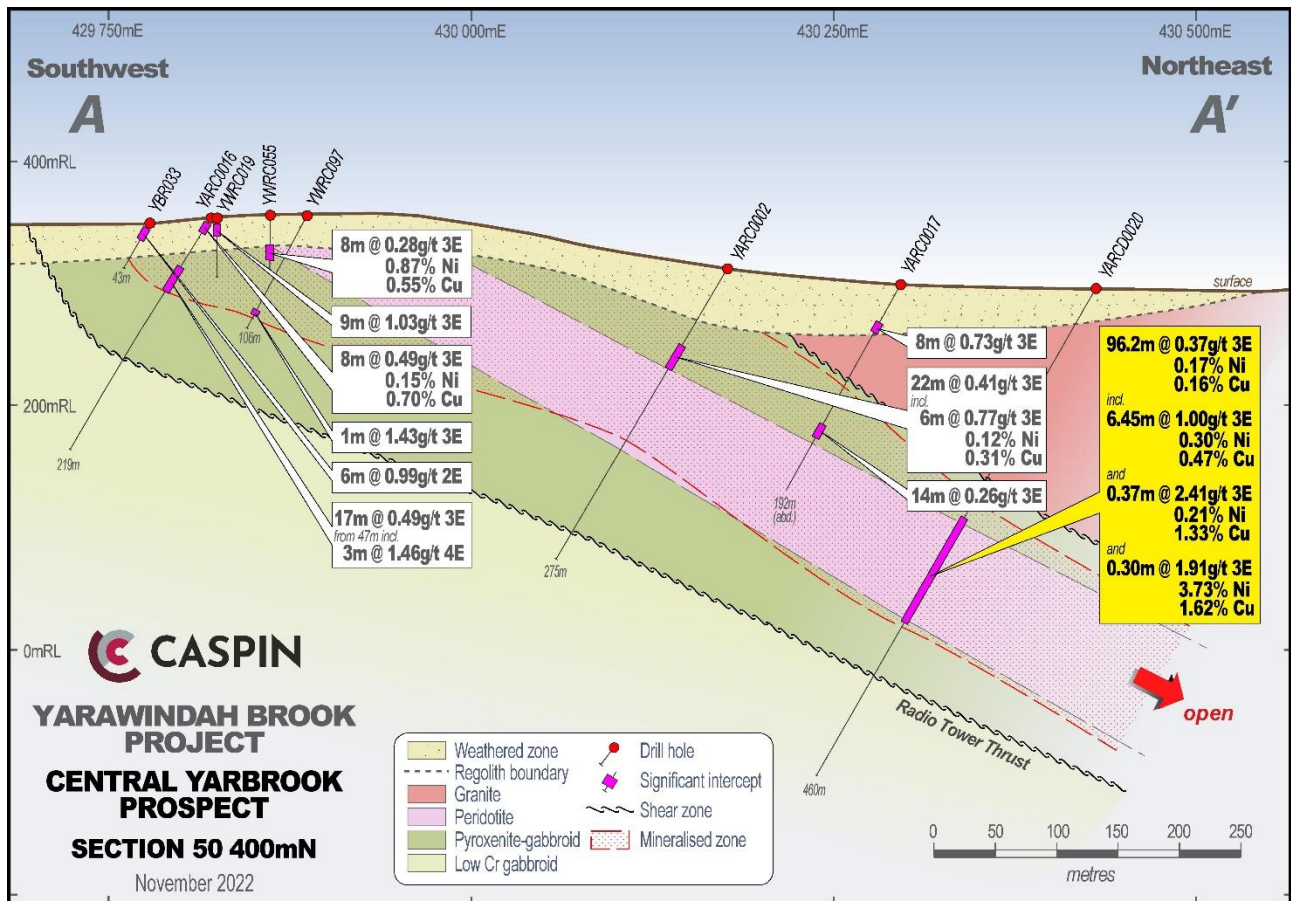 429 750mE
430 000mE
430 250mE
430 500mE
Southwest
A
Northeast
A'
400mRL
200mRL
0mRL
YBR033
YARC0016
YWRC019
YWRC055
YWRC097
YARC0002
YARC0017
YARCD0020
surface
43m
106m
219m
275m
192m
(abd.)
460m
8m @ 0.28g/t 3E
0.87% Ni
0.55% Cu
9m @ 1.03g/t 3E
8m @ 0.49g/t 3E
0.15% Ni
0.70% Cu
1m @ 1.43g/t 3E
6m @ 0.99g/t 2E
17m @ 0.49g/t 3E
from 47m incl.
3m @ 1.46g/t 4E
8m @ 0.73g/t 3E
22m @ 0.41g/t 3E
incl.
6m @ 0.77g/t 3E
0.12% Ni
0.31% Cu
14m @ 0.26g/t 3E
96.2m @ 0.37g/t 3E
0.17% Ni
0.16% Cu
incl.
6.45m @ 1.00g/t 3E
0.30% Ni
0.47% Cu
and
0.37m @ 2.41g/t 3E
0.21% Ni
1.33% Cu
and
0.30m @ 1.91g/t 3E
3.73% Ni
1.62% Cu
Radio Tower Thrust
open
CASPIN
YARAWINDAH BROOK
PROJECT
CENTRAL YARBROOK
PROSPECT
SECTION 50 400mN
November 2022
Weathered zone
Regolith boundary
Granite
Peridotite
Pyroxenite-gabbroid
Low Cr gabbroid
Drill hole
Significant intercept
Shear zone
Mineralised zone
0 50 100 150 200 250
metres